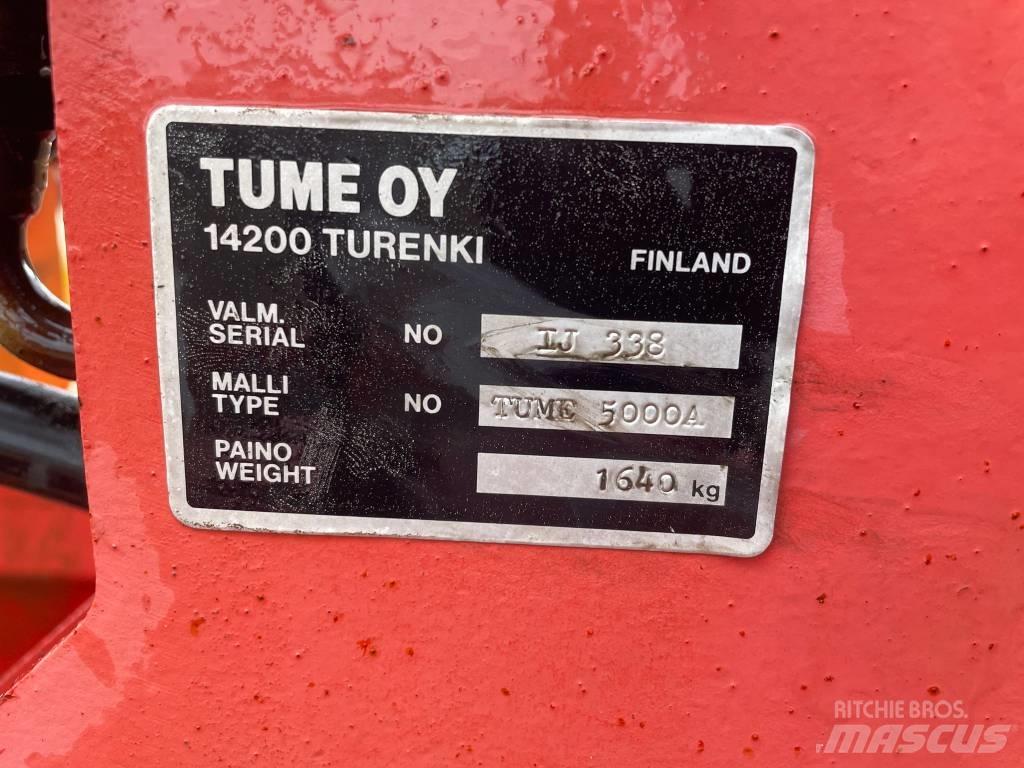 TUME OY
14200 TURENKI
FINLAND
VALM.
SERIAL NO IJ 338
MALLI
TYPE NO TUME 5000A
PAINO
WEIGHT 1640 kg
RITCHIE BROS.
MASCUS